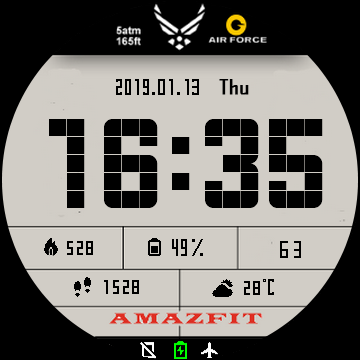 5atm
165ft
G
AIR FORCE
2019.01.13 Thu
16:35
528 49% 63
1528 28°C
AMAZFIT